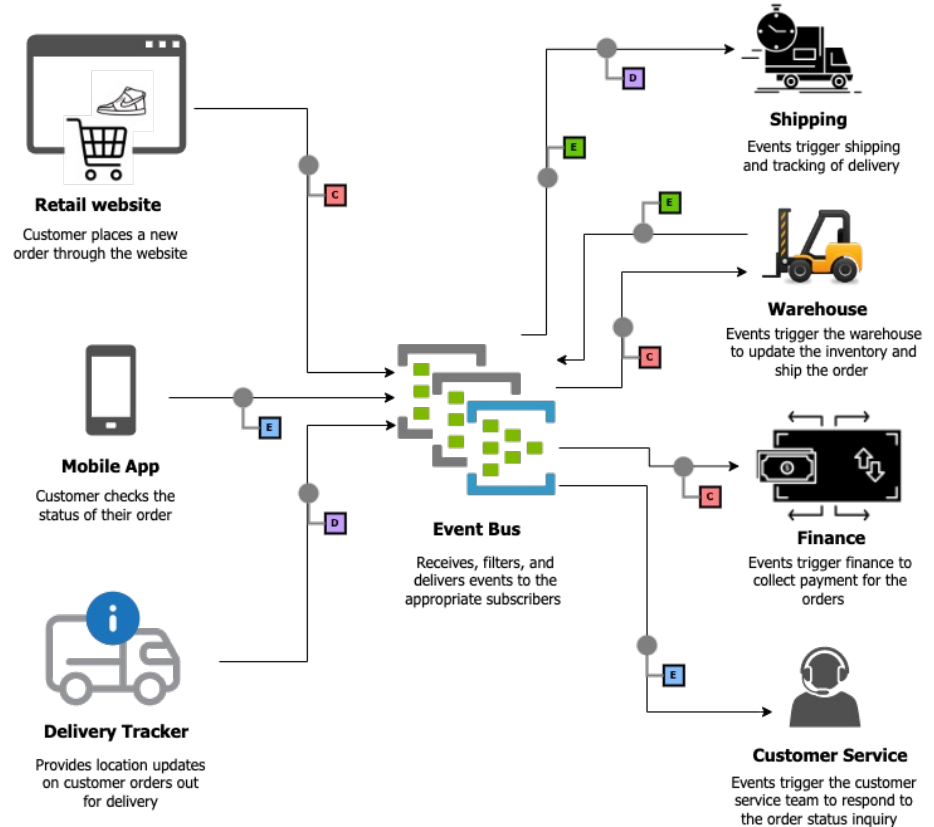 Retail website
Customer places a new
order through the website
C
Mobile App
Customer checks the
status of their order
E
Delivery Tracker
Provides location updates
on customer orders out
for delivery
D
Event Bus
Receives, filters, and
delivers events to the
appropriate subscribers
D
E
Shipping
Events trigger shipping
and tracking of delivery
E
C
Warehouse
Events trigger the warehouse
to update the inventory and
ship the order
C
Finance
Events trigger finance to
collect payment for the
orders
E
Customer Service
Events trigger the customer
service team to respond to
the order status inquiry